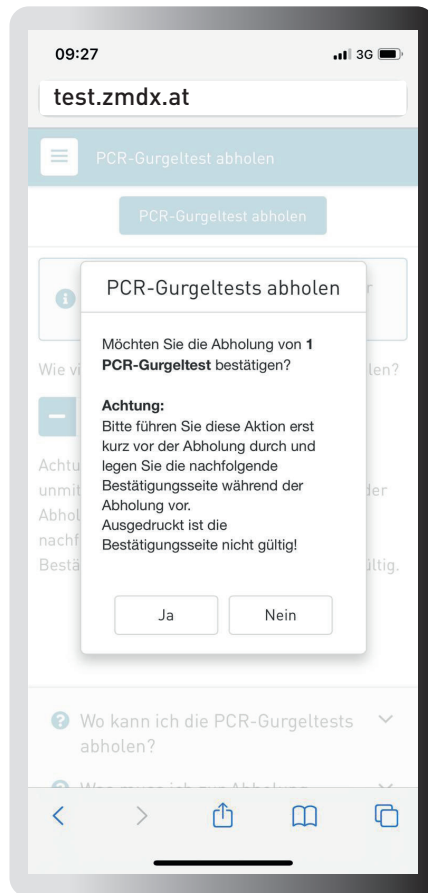 09:27
3G
test.zmdx.at
PCR-Gurgeltest abholen
PCR-Gurgeltest abholen
PCR-Gurgeltests abholen
Möchten Sie die Abholung von 1
PCR-Gurgeltest bestätigen?
Achtung:
Bitte führen Sie diese Aktion erst
kurz vor der Abholung durch und
legen Sie die nachfolgende
Bestätigungsseite während der
Abholung vor.
Ausgedruckt ist die
Bestätigungsseite nicht gültig!
Ja
Nein
Wo kann ich die PCR-Gurgeltests
abholen?